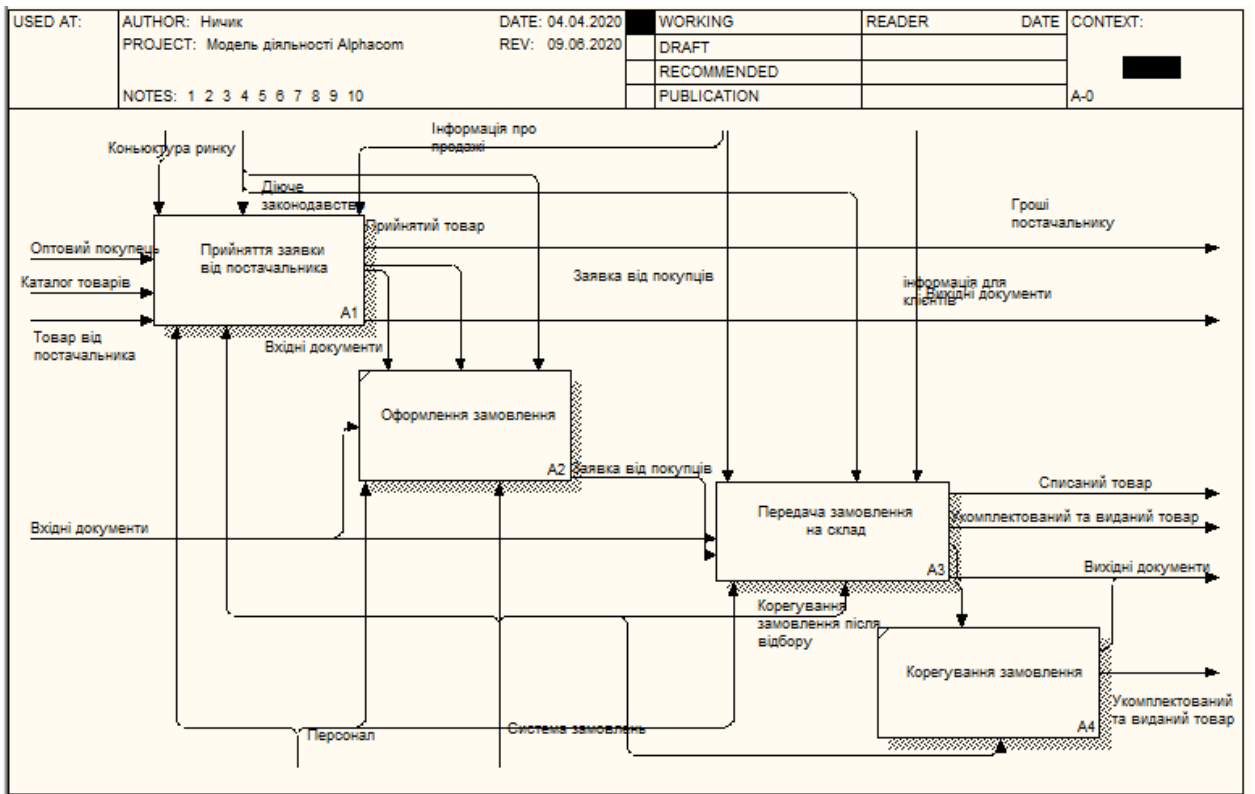 USED AT:
AUTHOR: Ничик
DATE: 04.04.2020
WORKING
READER
DATE
CONTEXT:
PROJECT: Модель діяльності Alphacom
REV: 09.06.2020
DRAFT
RECOMMENDED
NOTES: 1 2 3 4 5 6 7 8 9 10
PUBLICATION
A-0
Інформація про
продажі
Коньюктура ринку
Діюче
законодавство
Гроші
постачальнику
Прийнятий товар
Оптовий покупець
Прийняття заявки
від постачальника
Каталог товарів
Заявка від покупців
інформація для
клієнтів
Вихідні документи
A1
Товар від
постачальника
Вхідні документи
Оформлення замовлення
A2
Заявка від покупців
Списаний товар
Передача замовлення
на склад
Укомплектований та виданий товар
Вхідні документи
A3
Вихідні документи
Корегування
замовлення після
відбору
Корегування замовлення
Укомплектований
та виданий товар
A4
Персонал
Система замовлень